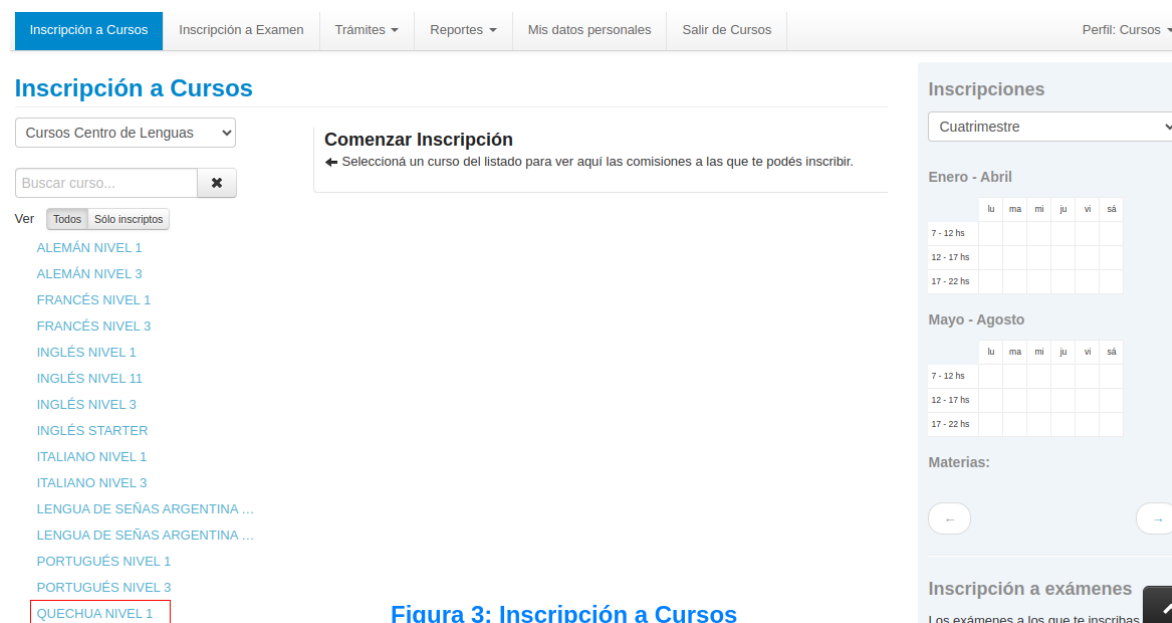 Inscripción a Cursos Inscripción a Examen Trámites Reportes Mis datos personales Salir de Cursos Perfil: Cursos
Inscripción a Cursos
Cursos Centro de Lenguas
Buscar curso...
Ver Todos Sólo inscriptos
ALEMÁN NIVEL 1
ALEMÁN NIVEL 3
FRANCÉS NIVEL 1
FRANCÉS NIVEL 3
INGLÉS NIVEL 1
INGLÉS NIVEL 11
INGLÉS NIVEL 3
INGLÉS STARTER
ITALIANO NIVEL 1
ITALIANO NIVEL 3
LENGUA DE SEÑAS ARGENTINA ...
LENGUA DE SEÑAS ARGENTINA ...
PORTUGUÉS NIVEL 1
PORTUGUÉS NIVEL 3
QUECHUA NIVEL 1
Comenzar Inscripción
Seleccioná un curso del listado para ver aquí las comisiones a las que te podés inscribir.
Figura 3: Inscripción a Cursos
Inscripciones
Cuatrimestre
Enero - Abril
lu ma mi ju vi sá
7 - 12 hs
12 - 17 hs
17 - 22 hs
Mayo - Agosto
lu ma mi ju vi sá
7 - 12 hs
12 - 17 hs
17 - 22 hs
Materias:
Inscripción a exámenes
Los exámenes a los que te inscribas